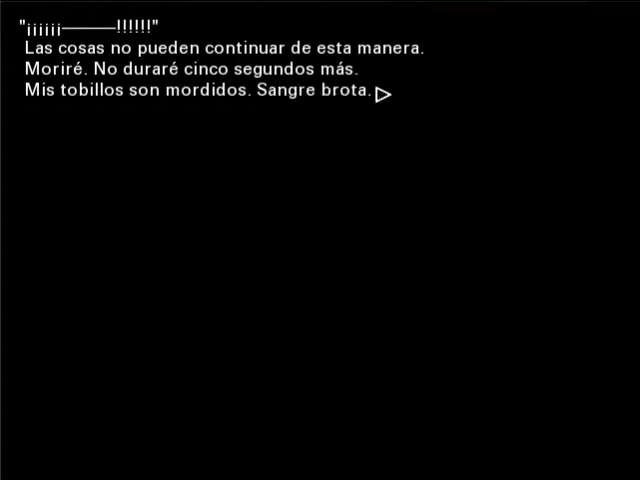 "¡¡¡¡¡¡———!!!!!!"
Las cosas no pueden continuar de esta manera.
Moriré. No duraré cinco segundos más.
Mis tobillos son mordidos. Sangre brota.